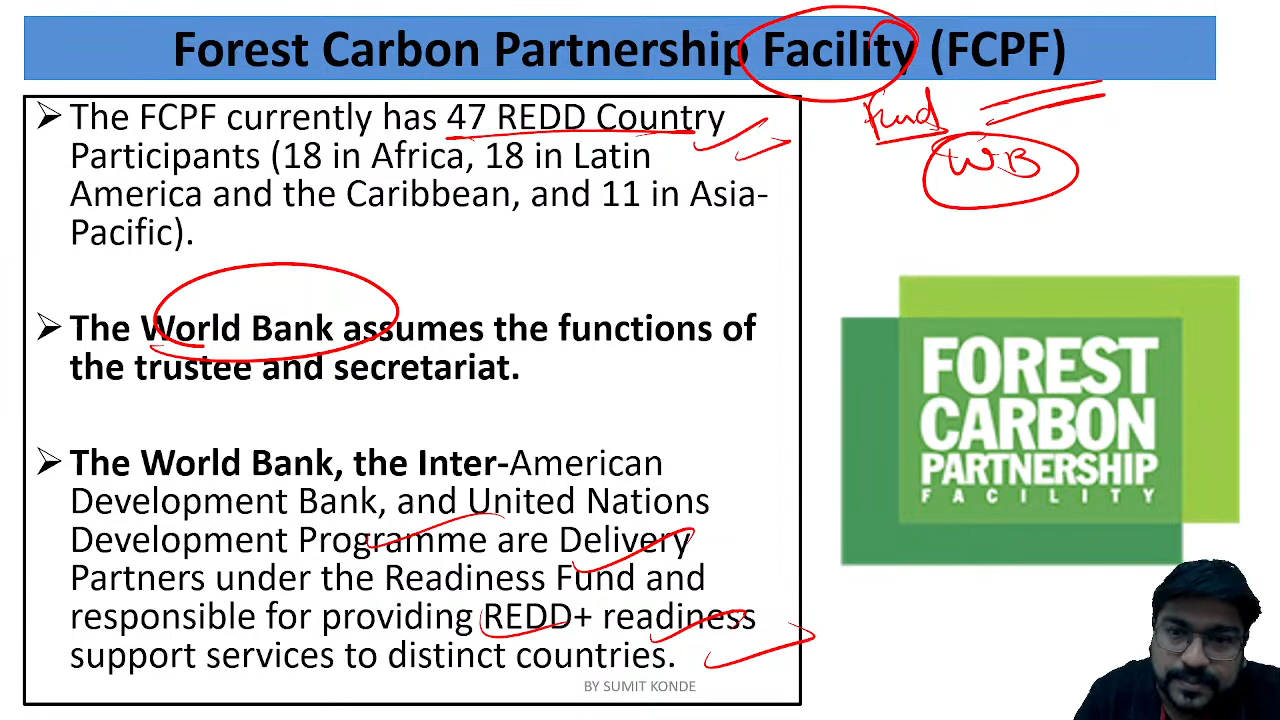 Forest Carbon Partnership Facility (FCPF)
Fund
WB
➢ The FCPF currently has 47 REDD Country
Participants (18 in Africa, 18 in Latin
America and the Caribbean, and 11 in Asia-
Pacific).
➢ The World Bank assumes the functions of
the trustee and secretariat.
➢ The World Bank, the Inter-American
Development Bank, and United Nations
Development Programme are Delivery
Partners under the Readiness Fund and
responsible for providing REDD+ readiness
support services to distinct countries.
FOREST
CARBON
PARTNERSHIP
FACILITY
BY SUMIT KONDE